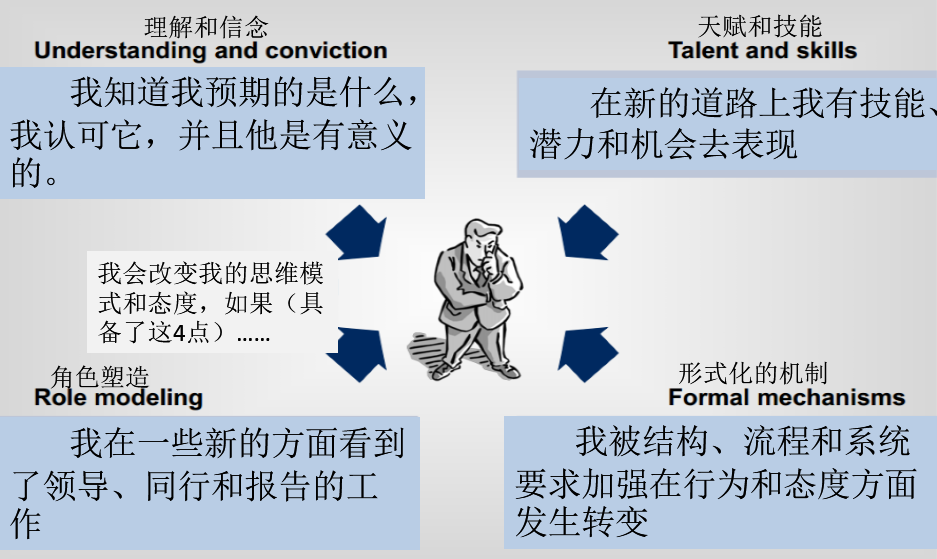 理解和信念
Understanding and conviction
我知道我预期的是什么，
我认可它，并且他是有意义
的。
天赋和技能
Talent and skills
在新的道路上我有技能、
潜力和机会去表现
我会改变我的思维模
式和态度，如果（具
备了这4点）……
角色塑造
Role modeling
我在一些新的方面看到
了领导、同行和报告的工
作
形式化的机制
Formal mechanisms
我被结构、流程和系统
要求加强在行为和态度方面
发生转变